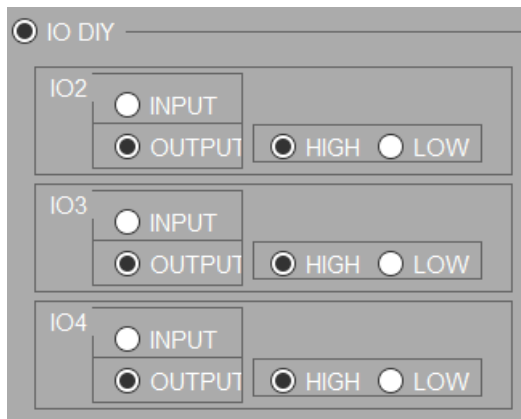 IO DIY
IO2
INPUT
OUTPUT HIGH LOW
IO3
INPUT
OUTPUT HIGH LOW
IO4
INPUT
OUTPUT HIGH LOW